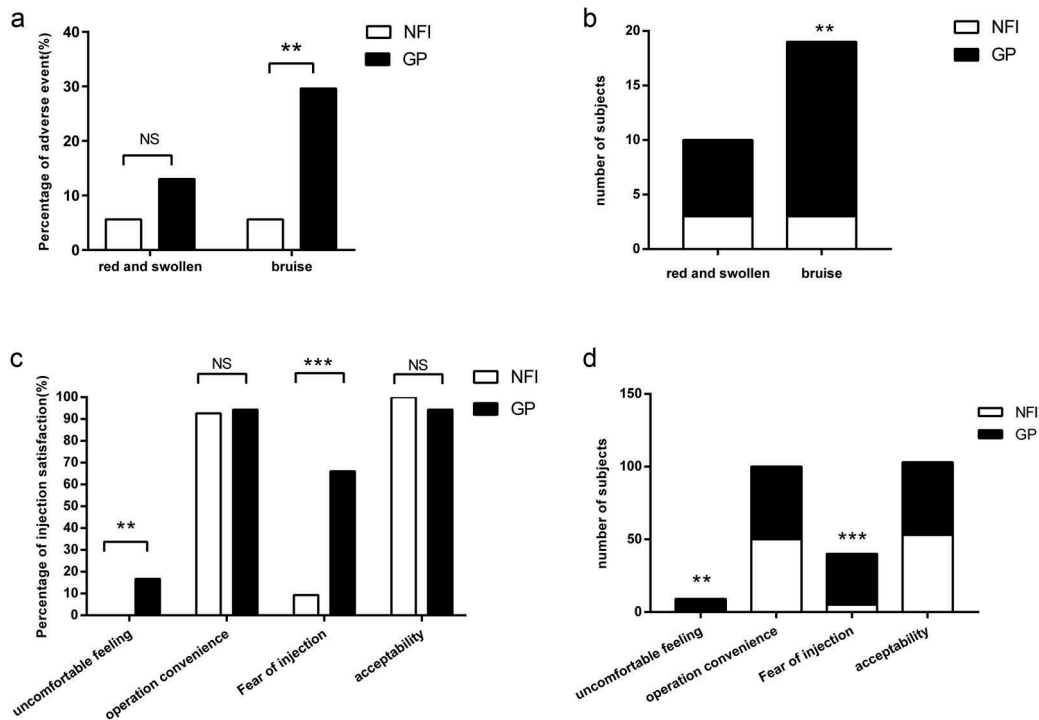 a
Percentage of adverse event(%)
40
30
20
10
0
NS
**
NFI
GP
red and swollen
bruise
b
number of subjects
20
15
10
5
0
**
NFI
GP
red and swollen
bruise
c
Percentage of injection satisfaction(%)
100
90
80
70
60
50
40
30
20
10
0
**
NS
***
NS
NFI
GP
uncomfortable feeling
operation convenience
Fear of injection
acceptability
d
number of subjects
150
100
50
0
**
***
NFI
GP
uncomfortable feeling
operation convenience
Fear of injection
acceptability